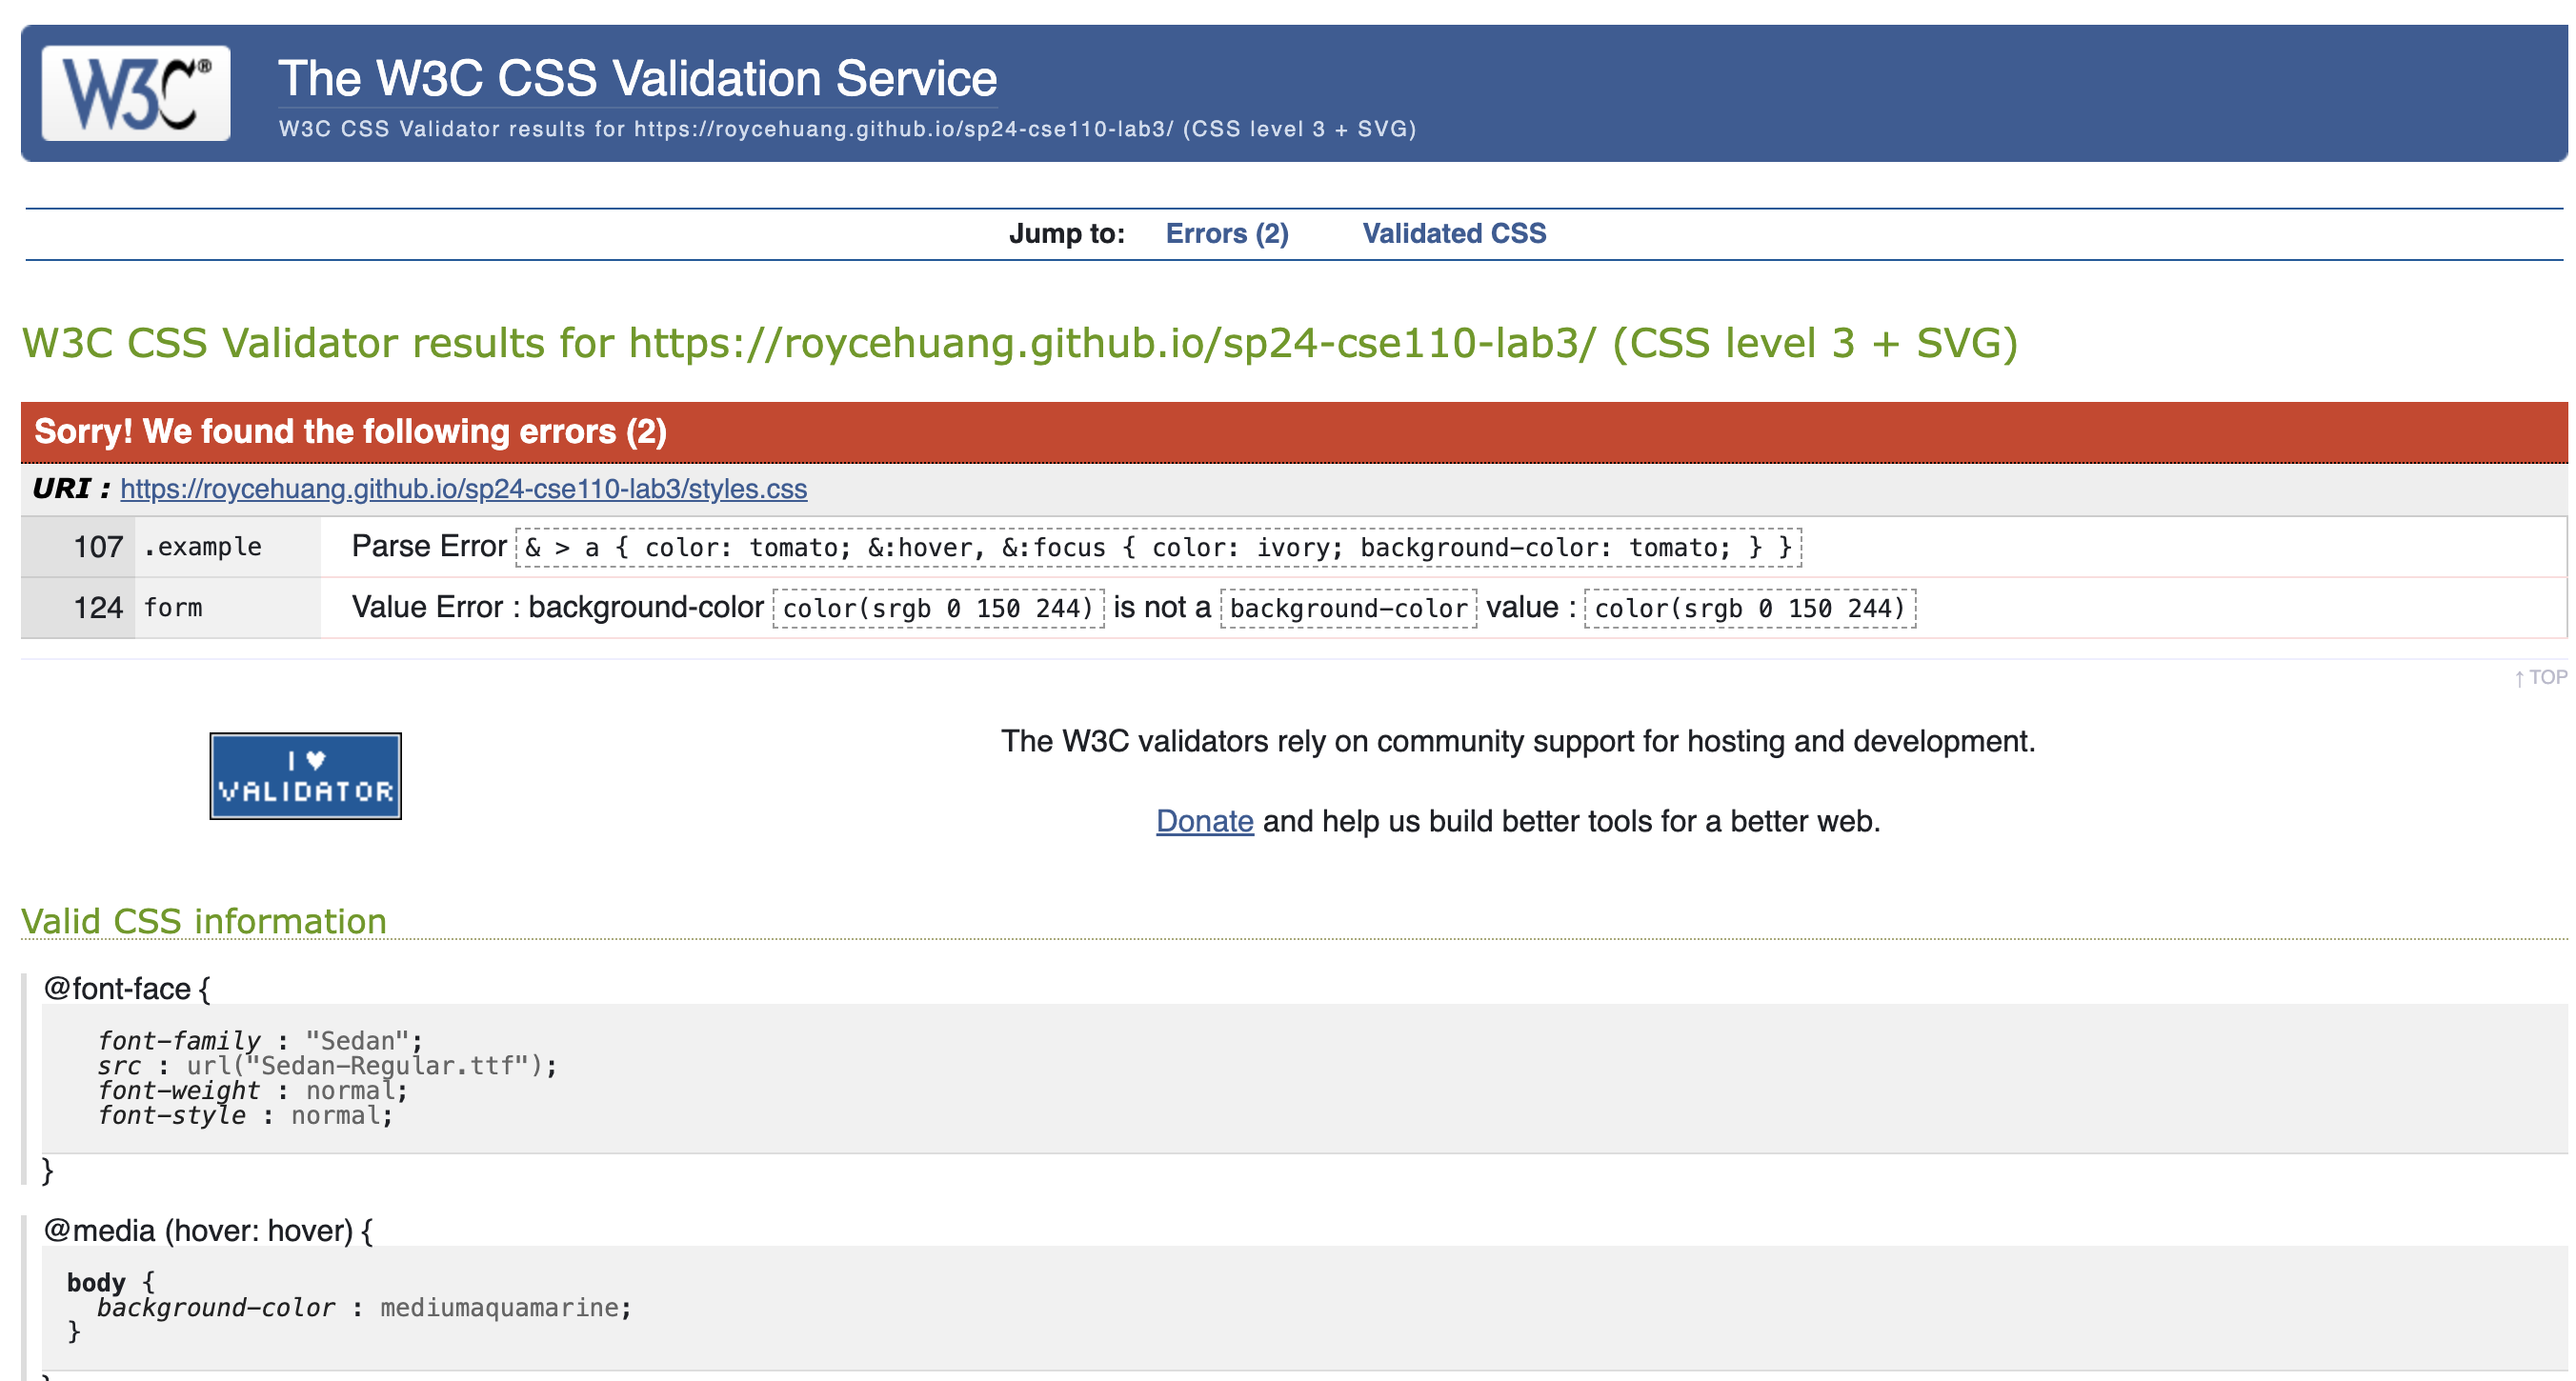 W3C®
The W3C CSS Validation Service
W3C CSS Validator results for https://roycehuang.github.io/sp24-cse110-lab3/ (CSS level 3 + SVG)
Jump to: Errors (2) Validated CSS
W3C CSS Validator results for https://roycehuang.github.io/sp24-cse110-lab3/ (CSS level 3 + SVG)
Sorry! We found the following errors (2)
URI : https://roycehuang.github.io/sp24-cse110-lab3/styles.css
107 .example Parse Error & > a { color: tomato; &:hover, &:focus { color: ivory; background-color: tomato; } }
124 form Value Error : background-color color(srgb 0 150 244) is not a background-color value : color(srgb 0 150 244)
↑ TOP
I ♥
VALIDATOR
The W3C validators rely on community support for hosting and development.
Donate and help us build better tools for a better web.
Valid CSS information
@font-face {
font-family : "Sedan";
src : url("Sedan-Regular.ttf");
font-weight : normal;
font-style : normal;
}
@media (hover: hover) {
body {
background-color : mediumaquamarine;
}
}